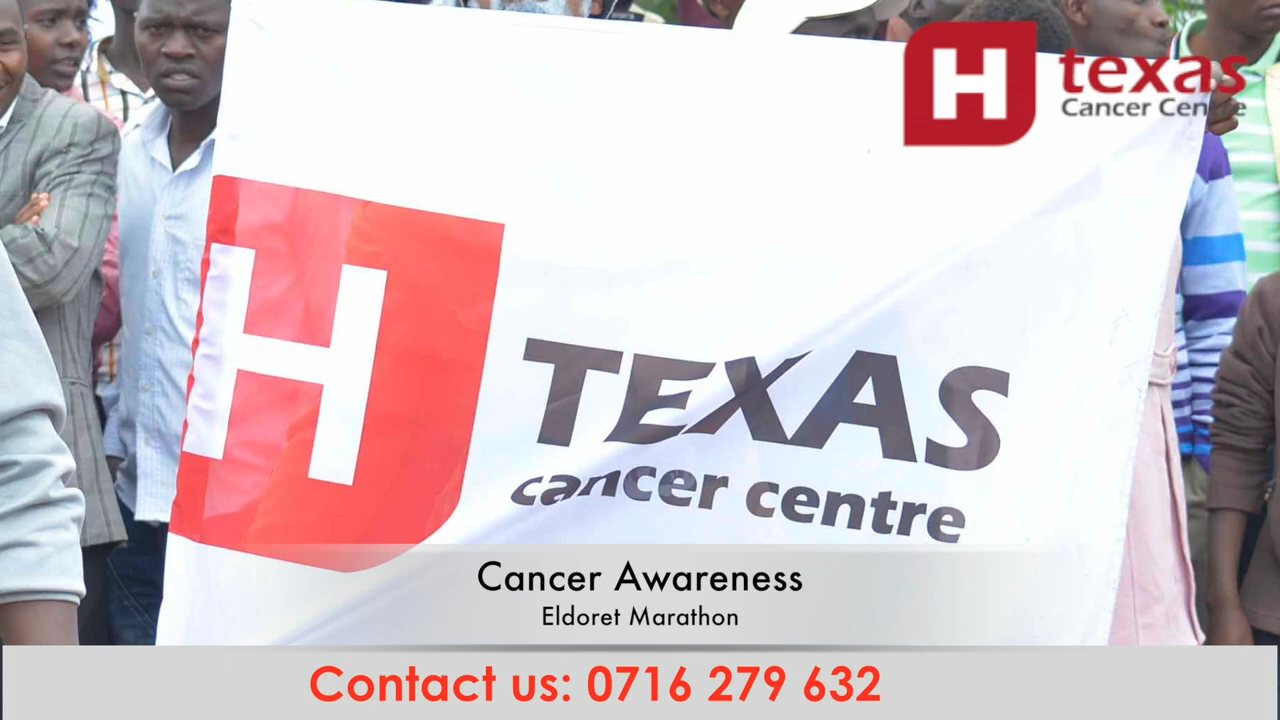 H texas
Cancer Centre
H TEXAS
cancer centre
Cancer Awareness
Eldoret Marathon
Contact us: 0716 279 632